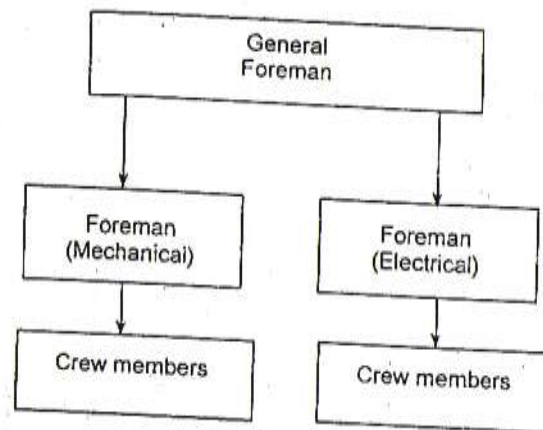 General
Foreman
Foreman
(Mechanical)
Foreman
(Electrical)
Crew members
Crew members